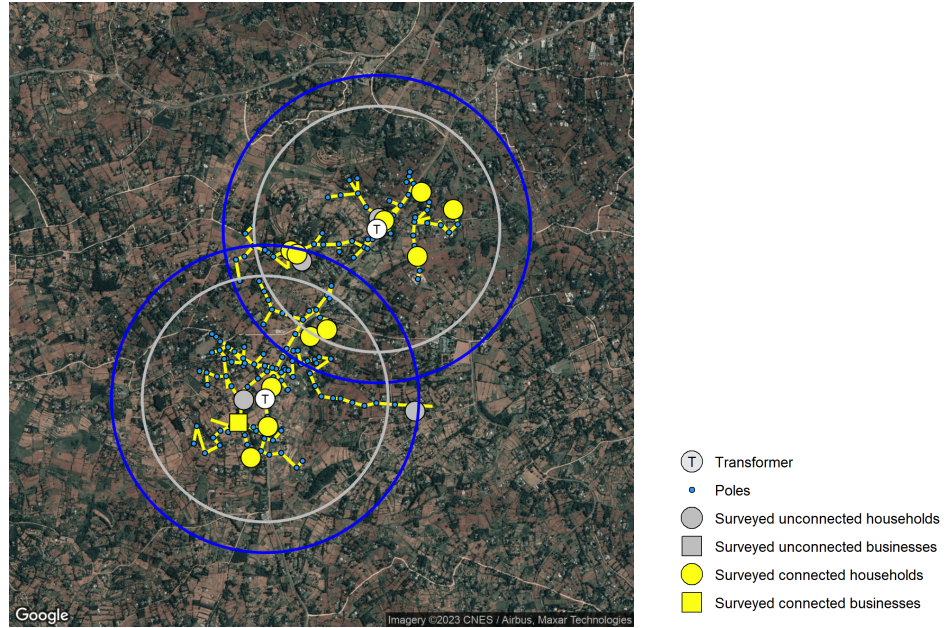 T
T
T Transformer
Poles
Surveyed unconnected households
Surveyed unconnected businesses
Surveyed connected households
Surveyed connected businesses
Google
Imagery ©2023 CNES / Airbus, Maxar Technologies